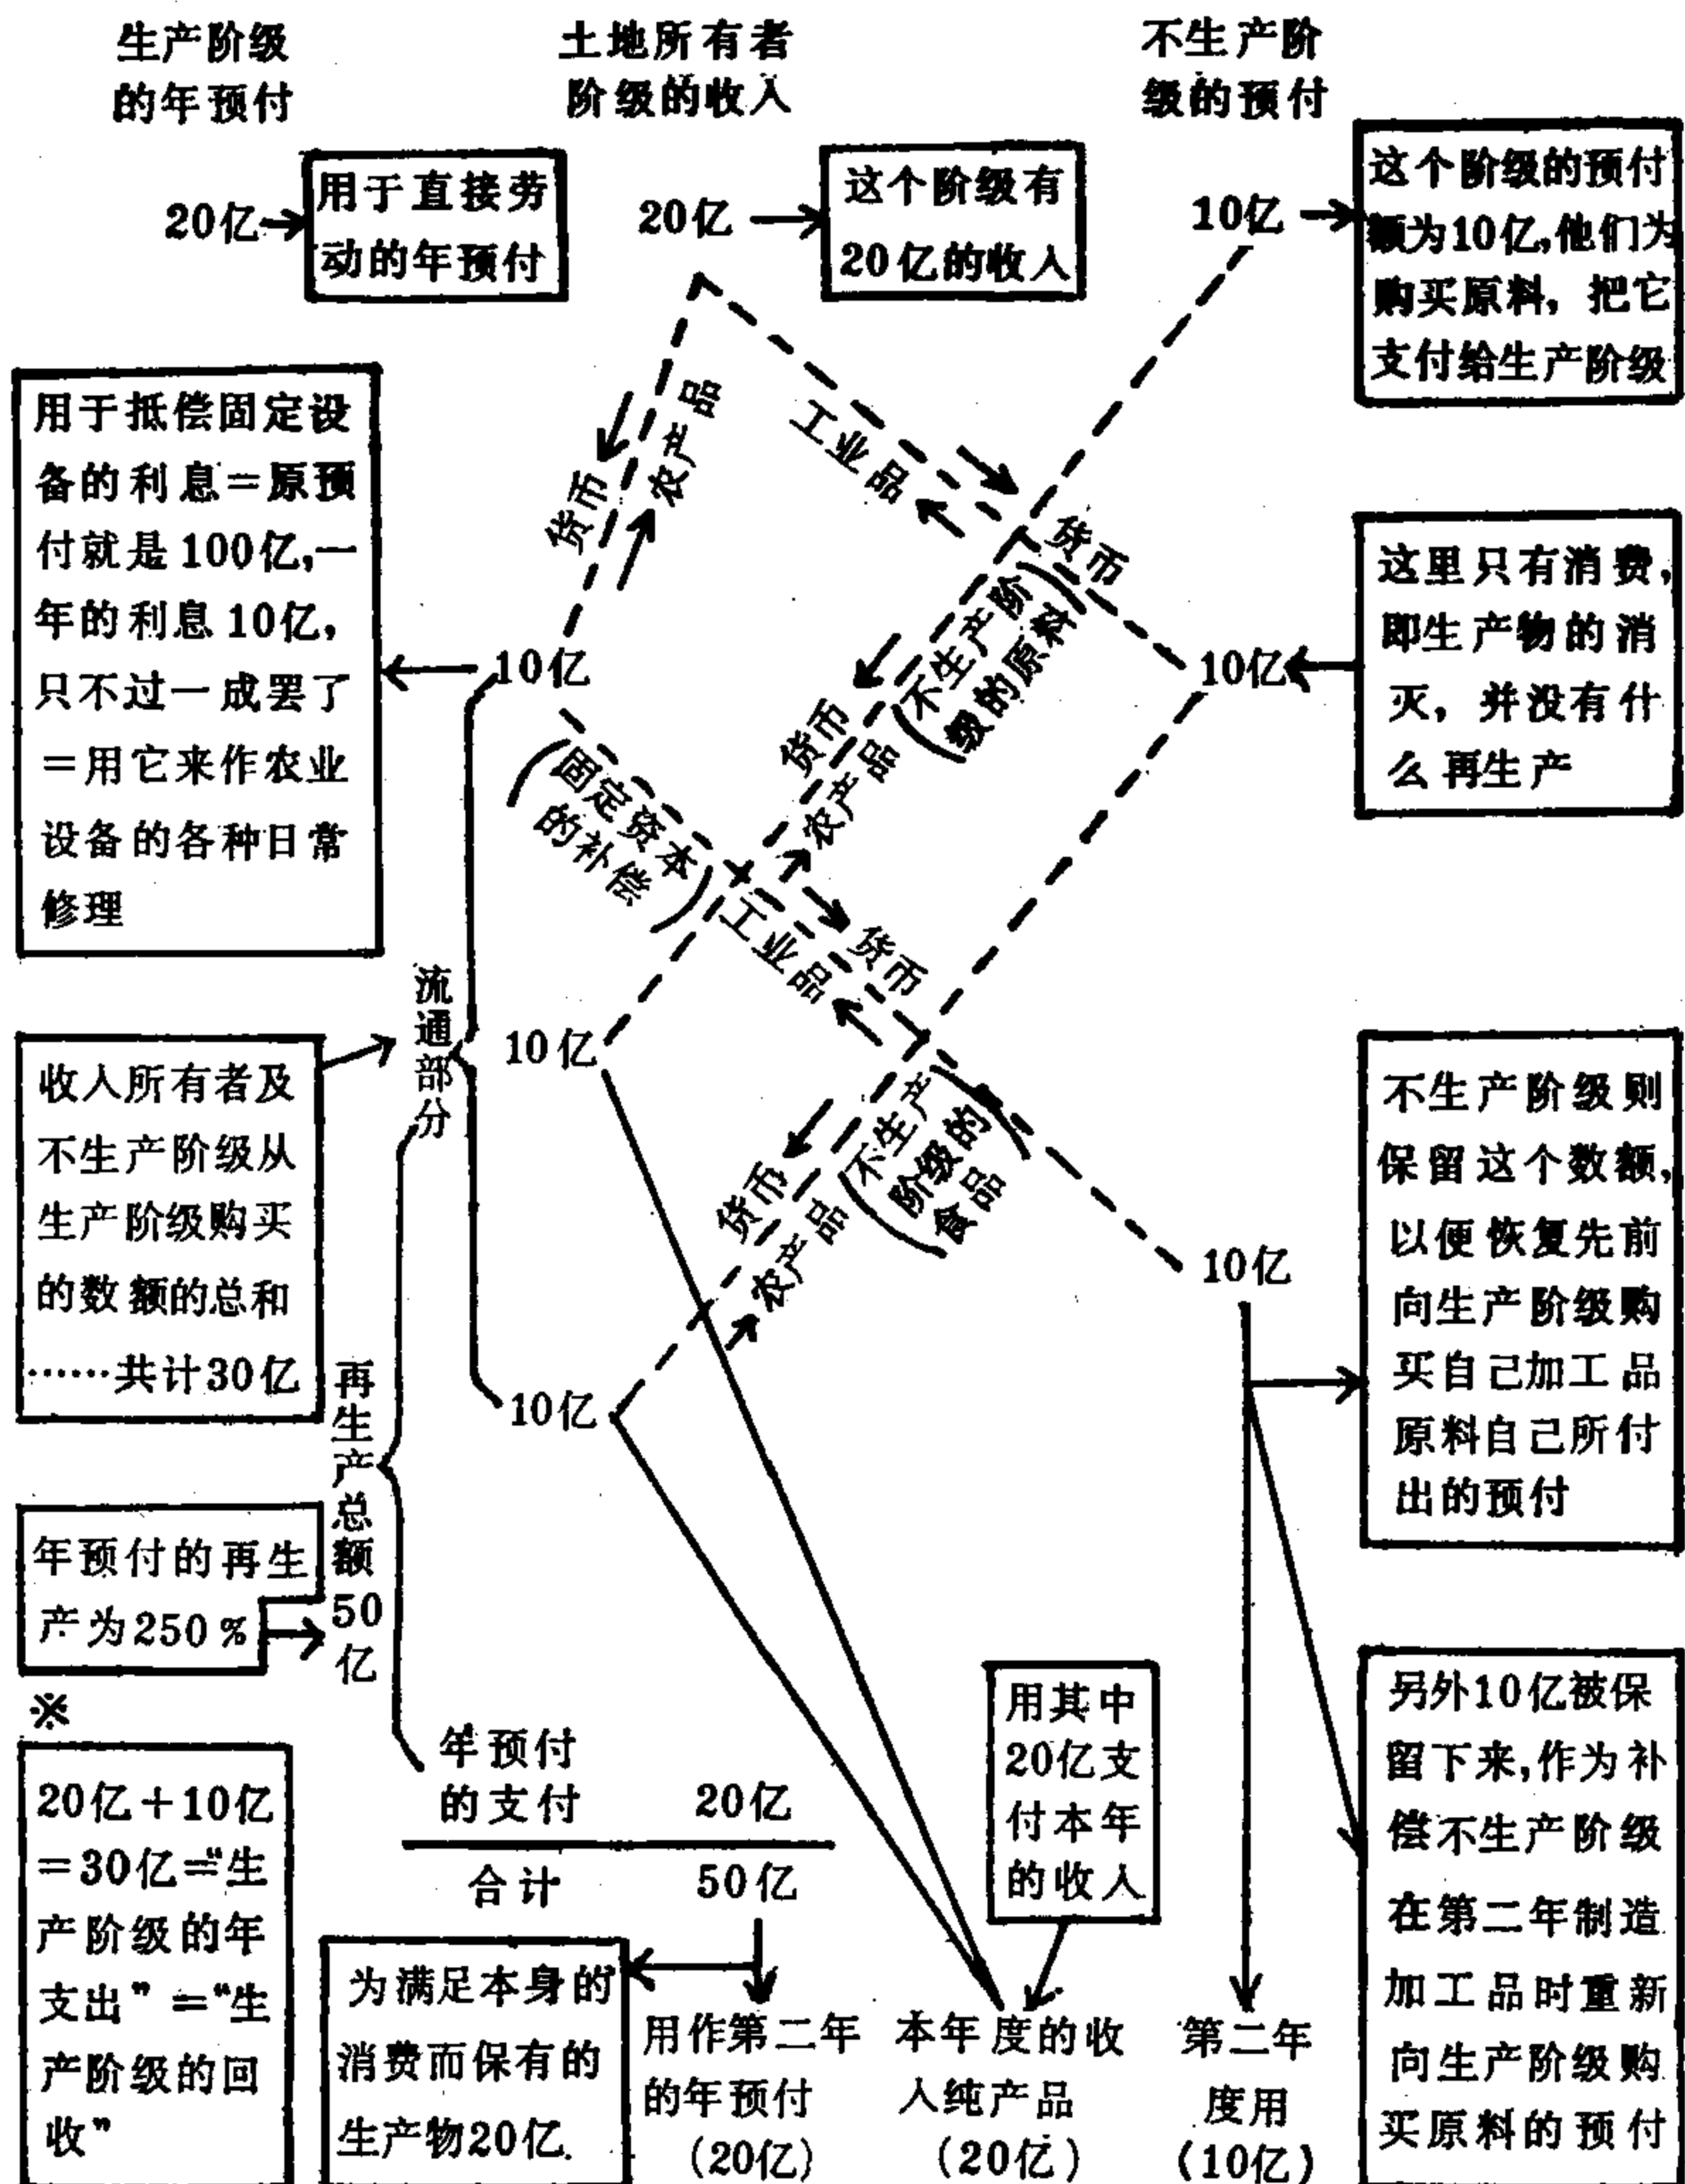 生产阶级
的年预付
土地所有者
阶级的收入
不生产阶
级的预付
20亿
用于直接劳
动的年预付
20亿
这个阶级有
20亿的收入
10亿
这个阶级的预付
额为10亿,他们为
购买原料，把它
支付给生产阶级
用于抵偿固定设
备的利息＝原预
付就是100亿,一
年的利息10亿,
只不过一成罢了
＝用它来作农业
设备的各种日常
修理
货币
农产品
工业品
货币
10亿
10亿
这里只有消费,
即生产物的消
灭，并没有什
么再生产
货币
农产品
(不生产阶
级的原料)
(固定资本
的补偿)
工业品
货币
流通部分
10亿
收入所有者及
不生产阶级从
生产阶级购买
的数额的总和
……共计30亿
货币
农产品
(不生产
阶级的
食品)
10亿
不生产阶级则
保留这个数额,
以便恢复先前
向生产阶级购
买自己加工品
原料自己所付
出的预付
10亿
再生产总额50亿
年预付的再生
产为250%
※
20亿＋10亿
＝30亿＝“生
产阶级的年
支出”＝“生
产阶级的回
收”
年预付
的支付 20亿
合计 50亿
用其中
20亿支
付本年
的收入
另外10亿被保
留下来,作为补
偿不生产阶级
在第二年制造
加工品时重新
向生产阶级购
买原料的预付
为满足本身的
消费而保有的
生产物20亿.
用作第二年
的年预付
(20亿)
本年度的收
入纯产品
(20亿)
第二年
度用
(10亿)